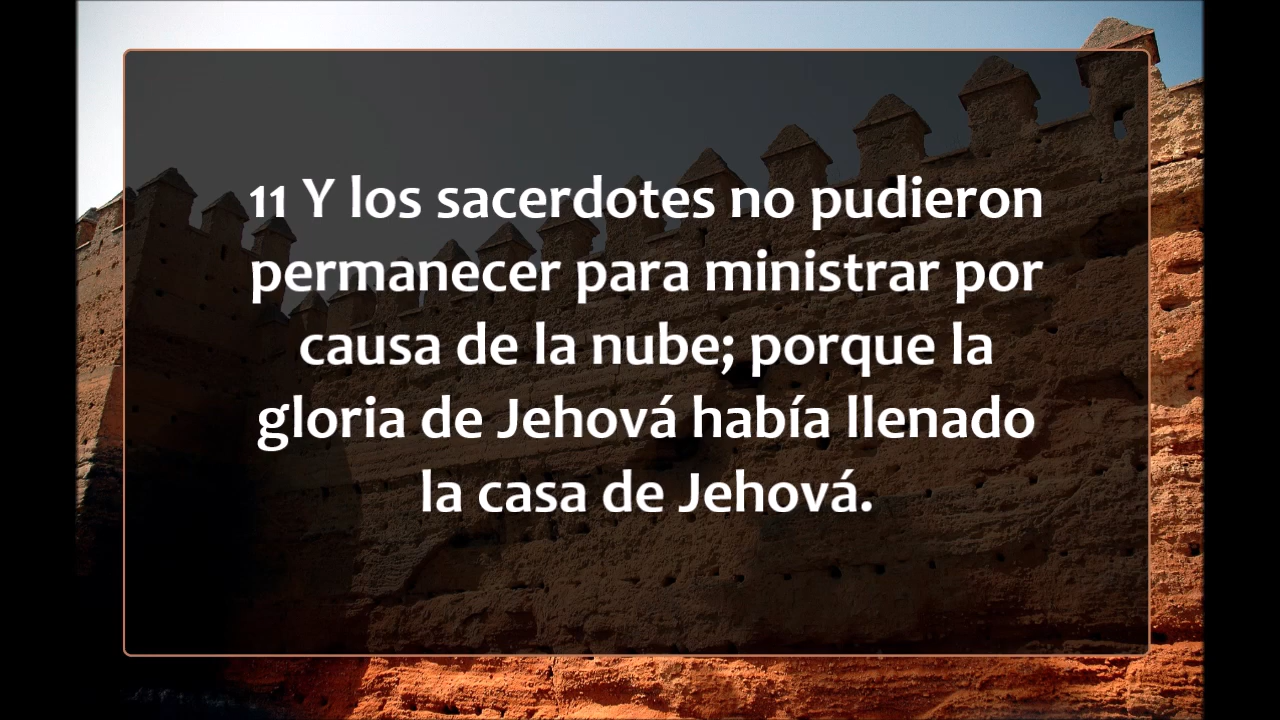 11 Y los sacerdotes no pudieron
permanecer para ministrar por
causa de la nube; porque la
gloria de Jehová había llenado
la casa de Jehová.